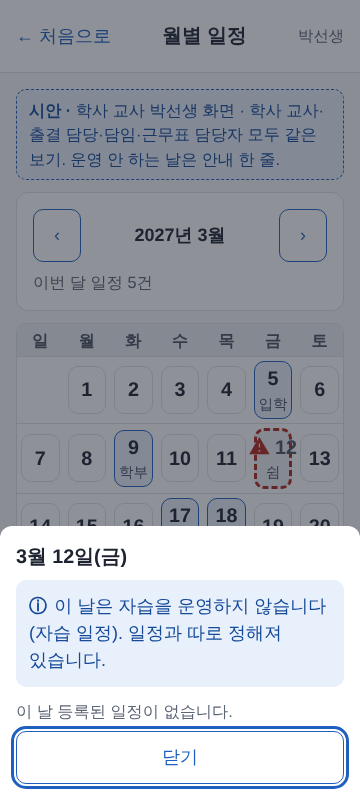 ← 처음으로 월별 일정 박선생
시안 · 학사 교사 박선생 화면 · 학사 교사·
출결 담당·담임·근무표 담당자 모두 같은
보기. 운영 안 하는 날은 안내 한 줄.
‹ 2027년 3월 ›
이번 달 일정 5건
일 월 화 수 목 금 토
1 2 3 4 5 6
입학
7 8 9 10 11 12 13
학부 쉼
14 15 16 17 18 19 20
3월 12일(금)
ⓘ 이 날은 자습을 운영하지 않습니다
(자습 일정). 일정과 따로 정해져
있습니다.
이 날 등록된 일정이 없습니다.
닫기